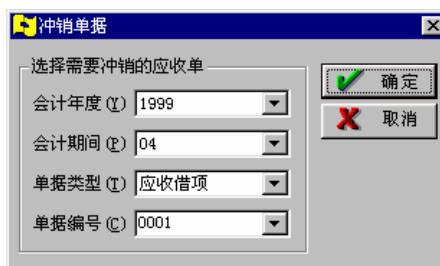 冲销单据
选择需要冲销的应收单
会计年度(Y) 1999
会计期间(P) 04
单据类型(T) 应收借项
单据编号(C) 0001
确定
取消